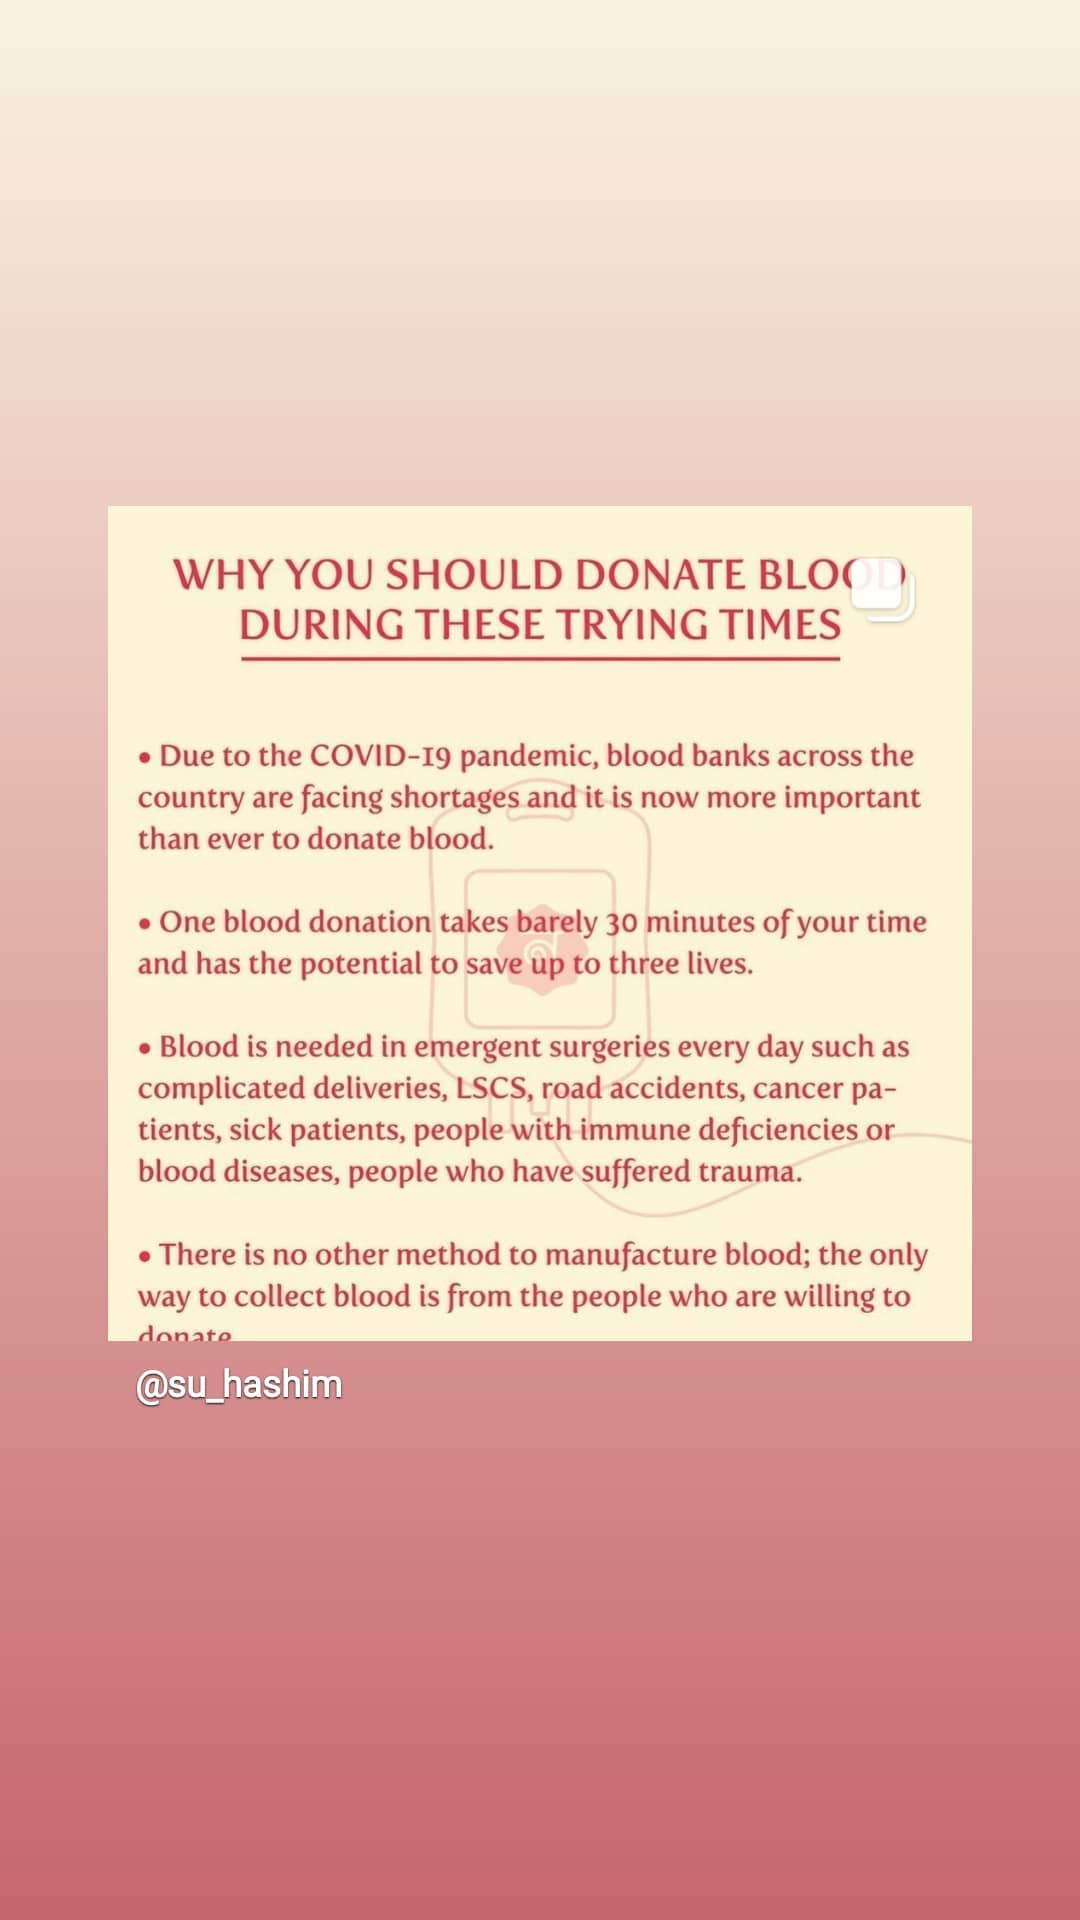 WHY YOU SHOULD DONATE BLOOD
DURING THESE TRYING TIMES
• Due to the COVID-19 pandemic, blood banks across the
country are facing shortages and it is now more important
than ever to donate blood.
• One blood donation takes barely 30 minutes of your time
and has the potential to save up to three lives.
• Blood is needed in emergent surgeries every day such as
complicated deliveries, LSCS, road accidents, cancer pa-
tients, sick patients, people with immune deficiencies or
blood diseases, people who have suffered trauma.
• There is no other method to manufacture blood; the only
way to collect blood is from the people who are willing to
donate
@su_hashim